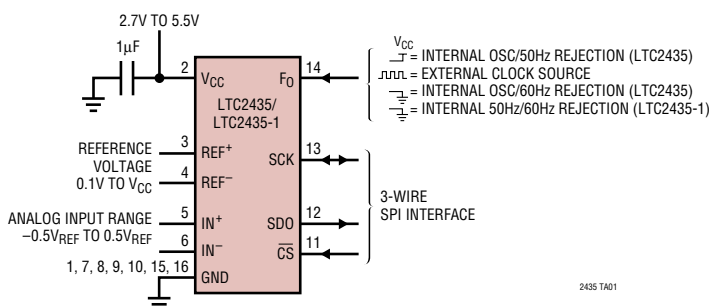 2.7V TO 5.5V
1µF
2
VCC
FO
14
VCC
= INTERNAL OSC/50Hz REJECTION (LTC2435)
= EXTERNAL CLOCK SOURCE
= INTERNAL OSC/60Hz REJECTION (LTC2435)
= INTERNAL 50Hz/60Hz REJECTION (LTC2435-1)
LTC2435/
LTC2435-1
REFERENCE
VOLTAGE
0.1V TO VCC
3
REF+
4
REF−
SCK
13
3-WIRE
SPI INTERFACE
ANALOG INPUT RANGE
−0.5VREF TO 0.5VREF
5
IN+
6
IN−
SDO
12
CS
11
1, 7, 8, 9, 10, 15, 16
GND
2435 TA01